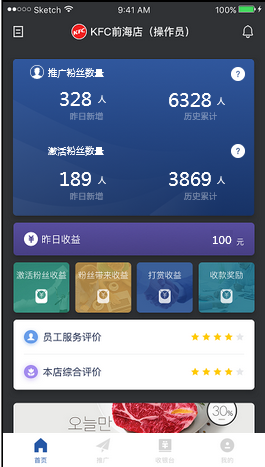 Sketch 9:41 AM 100%
KFC前海店（操作员）
推广粉丝数量 ?
328 人 6328 人
昨日新增 历史累计
激活粉丝数量 ?
189 人 3869 人
昨日新增 历史累计
昨日收益 100 元
激活粉丝收益 粉丝带来收益 打赏收益 收款奖励
员工服务评价
本店综合评价
오늘만
30%
首页 推广 收银台 我的